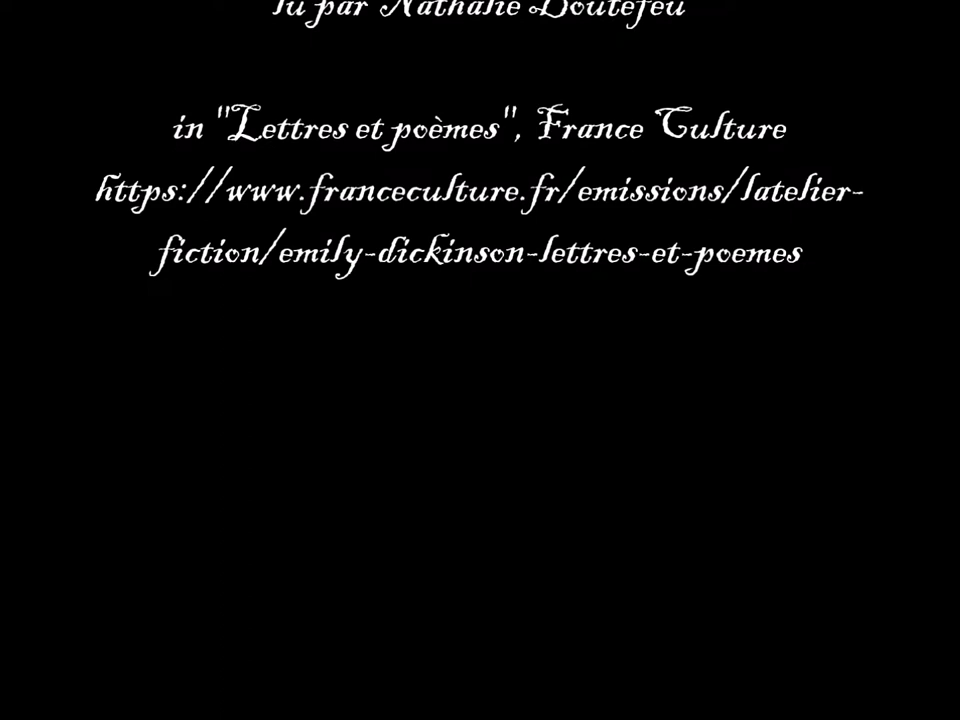 lu par Nathalie Boutefeu
in "Lettres et poèmes", France Culture
https://www.franceculture.fr/emissions/latelier-
fiction/emily-dickinson-lettres-et-poemes